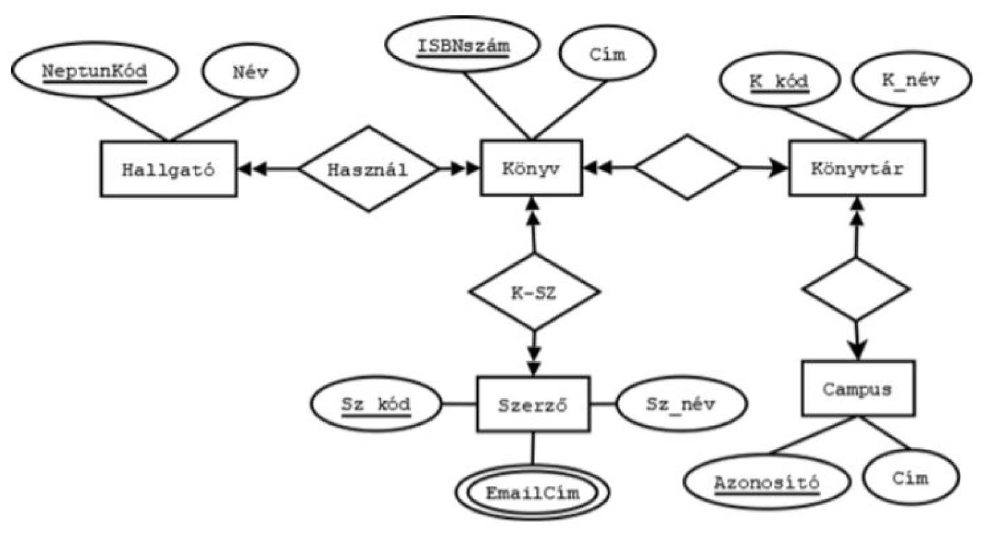 NeptunKód
Név
ISBNszám
Cím
K_kód
K_név
Hallgató
Használ
Könyv
Könyvtár
K-SZ
Sz_kód
Szerző
Sz_név
EmailCím
Campus
Azonosító
Cím